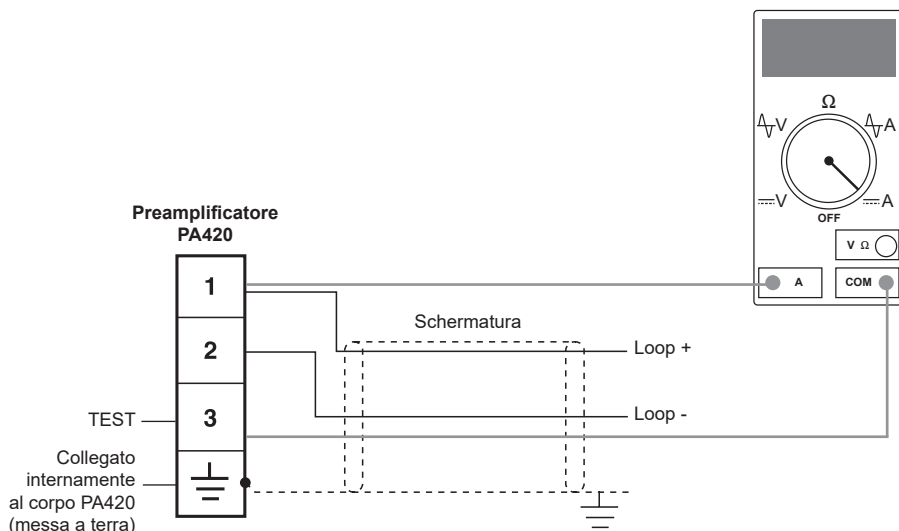 Ω
V
A
V
A
OFF
V Ω
A
COM
Preamplificatore
PA420
1
2
3
Schermatura
Loop +
Loop -
TEST
Collegato
internamente
al corpo PA420
(messa a terra)